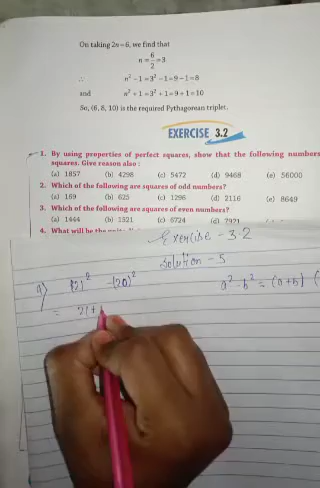 On taking 2n=6, we find that
n = 6/2 = 3
∴ n² − 1 = 3² − 1 = 9 − 1 = 8
and n² + 1 = 3² + 1 = 9 + 1 = 10
So, (6, 8, 10) is the required Pythagorean triplet.
EXERCISE 3.2
1. By using properties of perfect squares, show that the following numbers
squares. Give reason also:
(a) 1857 (b) 4298 (c) 5472 (d) 9468 (e) 56000
2. Which of the following are squares of odd numbers?
(a) 169 (b) 625 (c) 1296 (d) 2116 (e) 8649
3. Which of the following are squares of even numbers?
(a) 1444 (b) 1521 (c) 6724 (d) 7921
4. What will be the
Exercise - 3.2
Solution - 5
a) (21)² - (20)² a² - b² = (a+b) (
= 21+